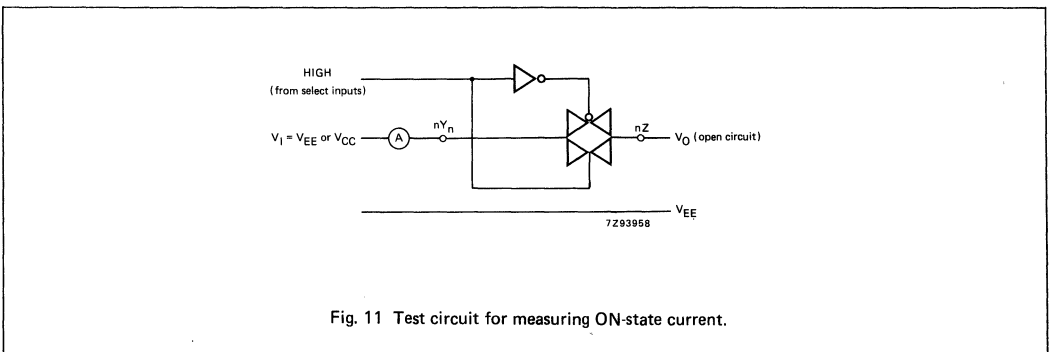 HIGH
(from select inputs)
V_I = V_EE or V_CC
A
nY_n
nZ
V_O (open circuit)
V_EE
7Z93958
Fig. 11 Test circuit for measuring ON-state current.